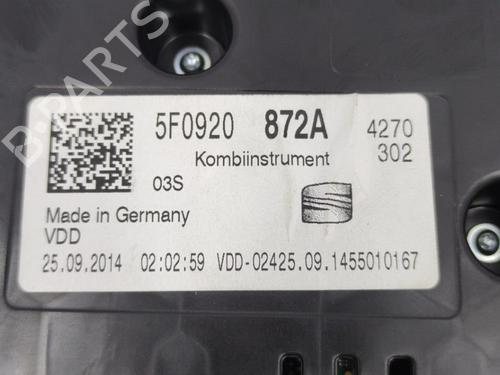 B-PARTS
5F0920 872A 4270
Kombiinstrument 302
03S
Made in Germany
VDD
25.09.2014 02:02:59 VDD-02425.09.1455010167